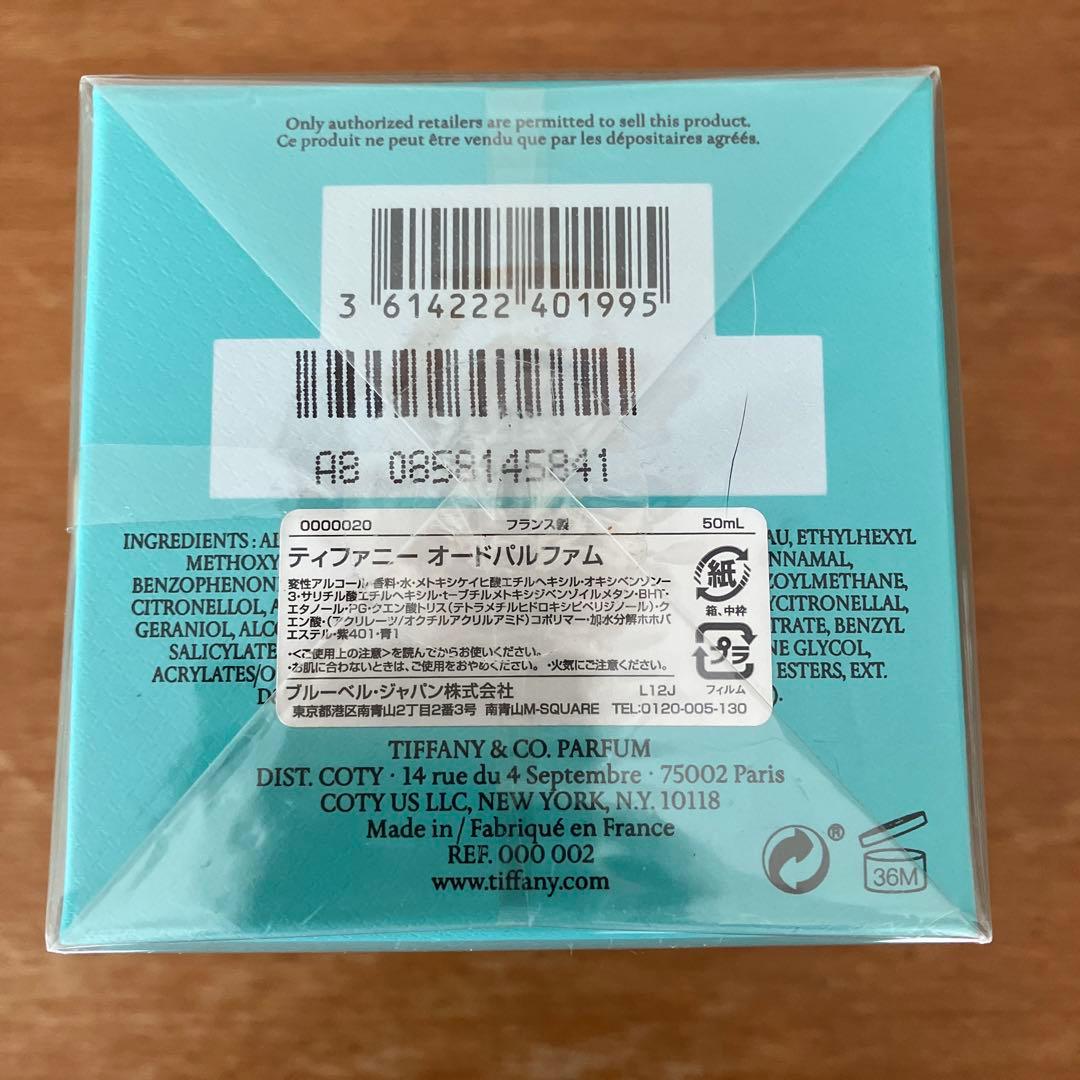 Only authorized retailers are permitted to sell this product.
Ce produit ne peut être vendu que par les dépositaires agréés.
3 614222 401995
AB 0858145841
0000020 フランス製 50mL
ティファニー オードパルファム
変性アルコール・香料・水・メトキシケイヒ酸エチルヘキシル・オキシベンゾン-
3・サリチル酸エチルヘキシル・t-ブチルメトキシジベンゾイルメタン・BHT・
エタノール・PG・クエン酸トリス(テトラメチルヒドロキシピペリジノール)・ク
エン酸・(アクリレーツ/オクチルアクリルアミド)コポリマー・加水分解ホホバ
エステル・紫401・青1
・<ご使用上の注意>を読んでからお使いください。
・お肌に合わないときは、ご使用をおやめください。 ・火気にご注意ください。
ブルーベル・ジャパン株式会社 L12J
東京都港区南青山2丁目2番3号 南青山M-SQUARE TEL:0120-005-130
紙
箱、中枠
プラ
フィルム
INGREDIENTS: AU, ETHYLHEXYL
METHOXY NNAMAL,
BENZOPHENON OYLMETHANE,
CITRONELLOL, YCITRONELLAL,
GERANIOL, ALCO TRATE, BENZYL
SALICYLATE NE GLYCOL,
ACRYLATES/O ESTERS, EXT.
TIFFANY & CO. PARFUM
DIST. COTY · 14 rue du 4 Septembre · 75002 Paris
COTY US LLC, NEW YORK, N.Y. 10118
Made in / Fabriqué en France
REF. 000 002
www.tiffany.com
®
36M